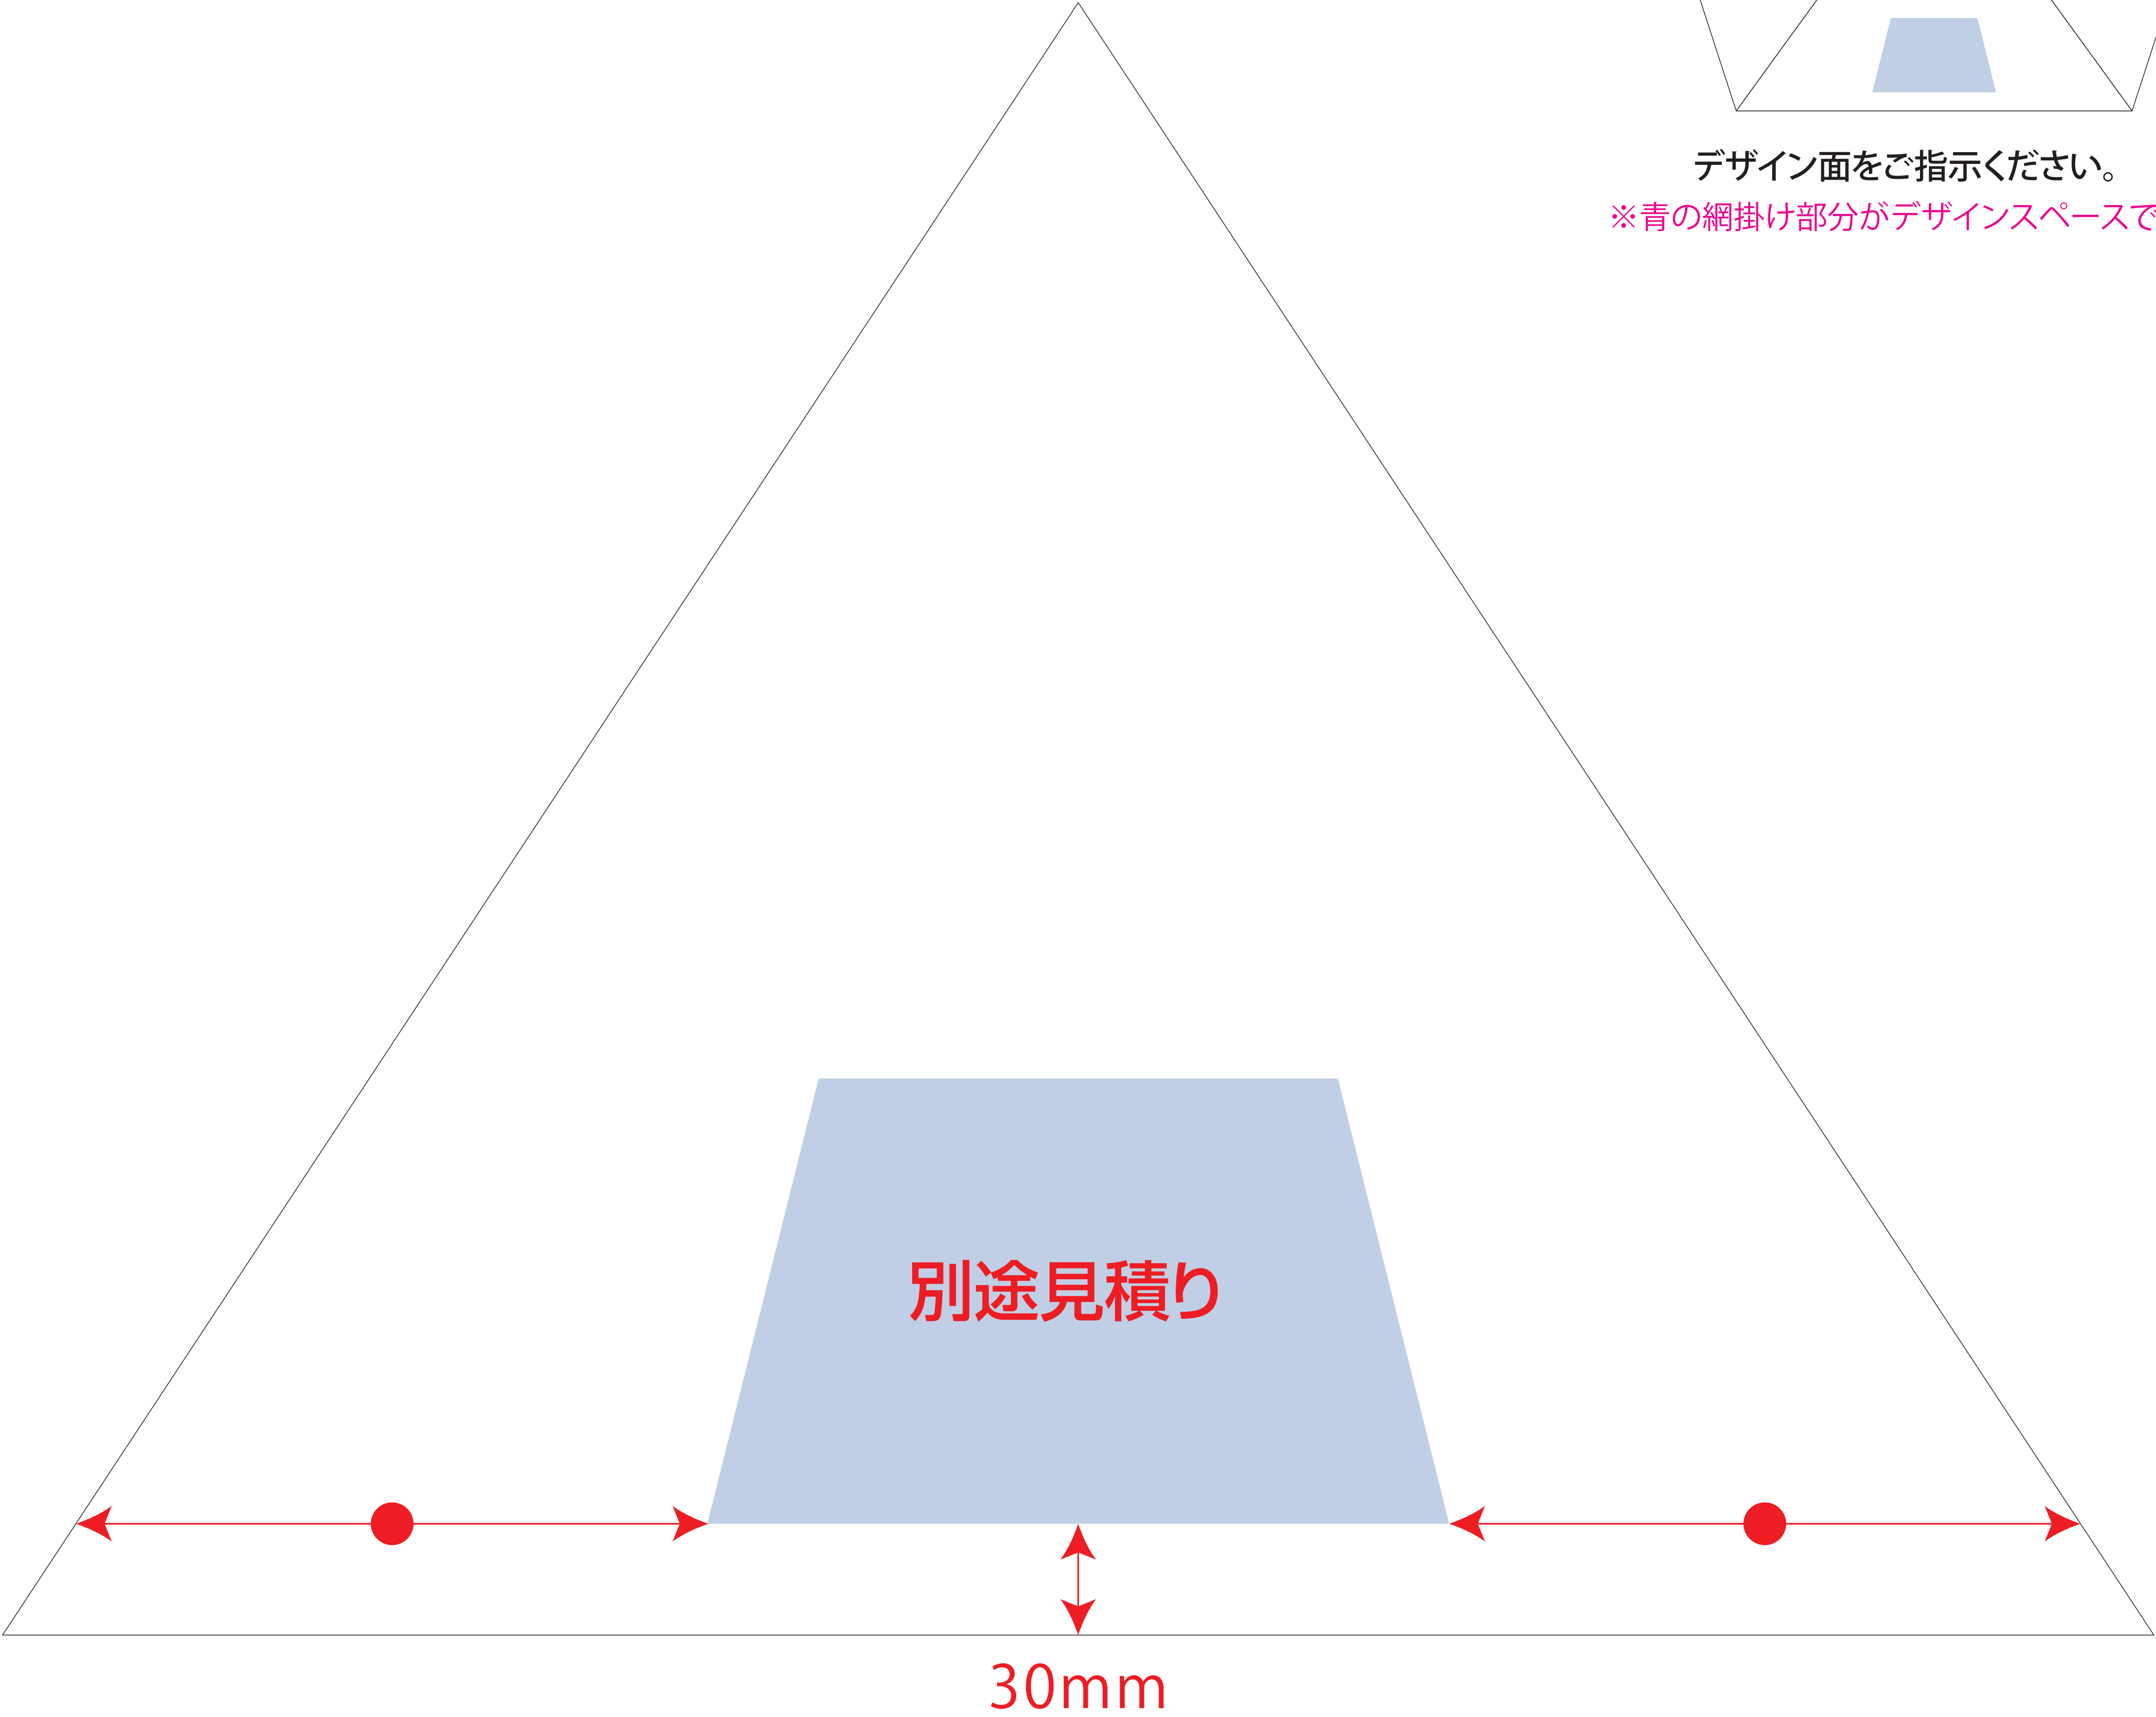 デザイン面をご指示ください。
※青の網掛け部分がデザインスペースで
別途見積り
30mm